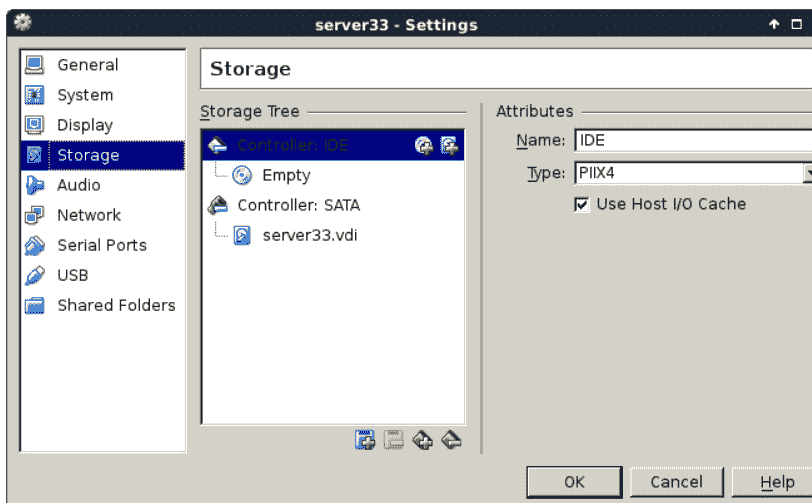 server33 - Settings
General
System
Display
Storage
Audio
Network
Serial Ports
USB
Shared Folders
Storage
Storage Tree
Controller: IDE
Empty
Controller: SATA
server33.vdi
Attributes
Name: IDE
Type: PIIX4
Use Host I/O Cache
OK Cancel Help